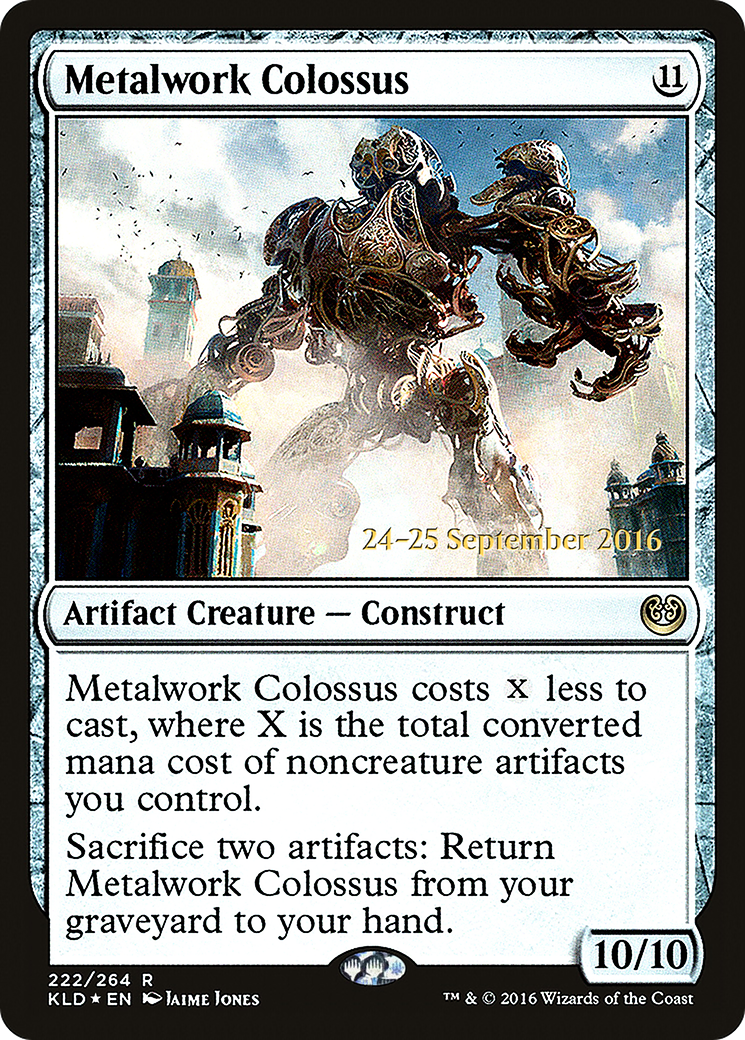 Metalwork Colossus 11
24–25 September 2016
Artifact Creature — Construct
Metalwork Colossus costs X less to
cast, where X is the total converted
mana cost of noncreature artifacts
you control.
Sacrifice two artifacts: Return
Metalwork Colossus from your
graveyard to your hand.
10/10
222/264 R
KLD ★ EN Jaime Jones
™ & © 2016 Wizards of the Coast